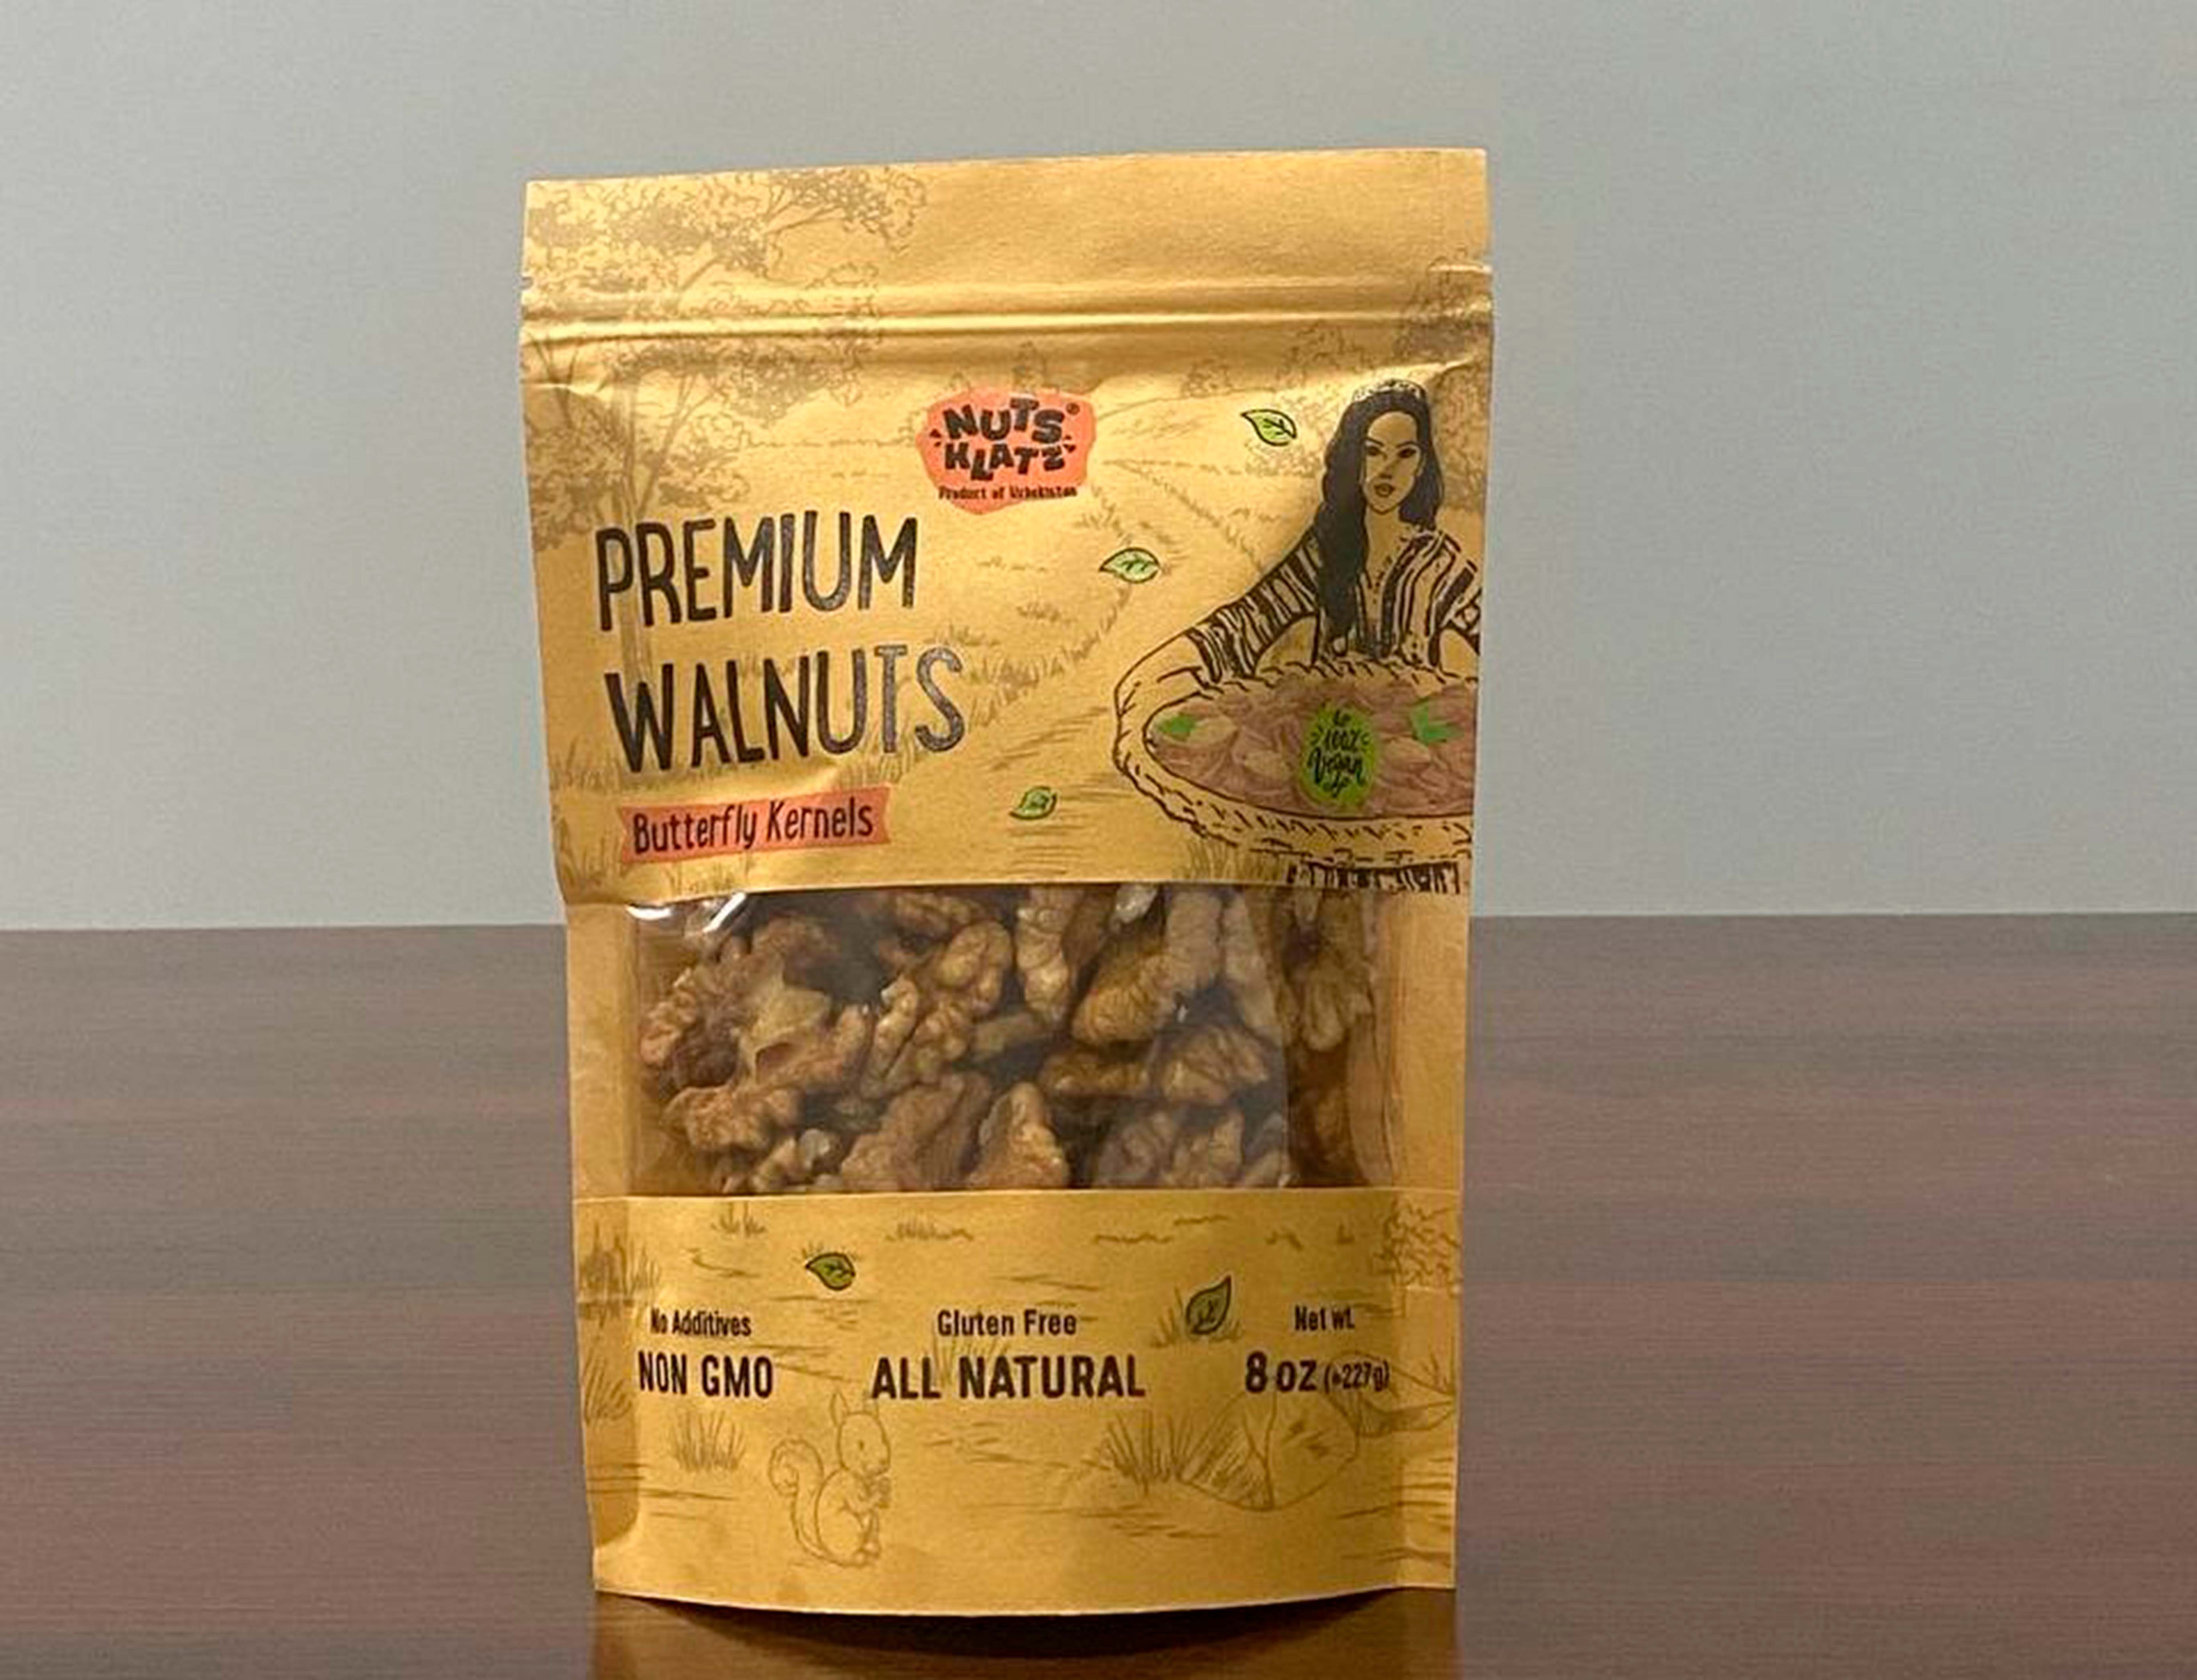 NUTS®
KLATZ
Product of Uzbekistan
PREMIUM
WALNUTS
Butterfly Kernels
100%
Vegan
No Additives
NON GMO
Gluten Free
ALL NATURAL
Net wt.
8 oz (≈227g)